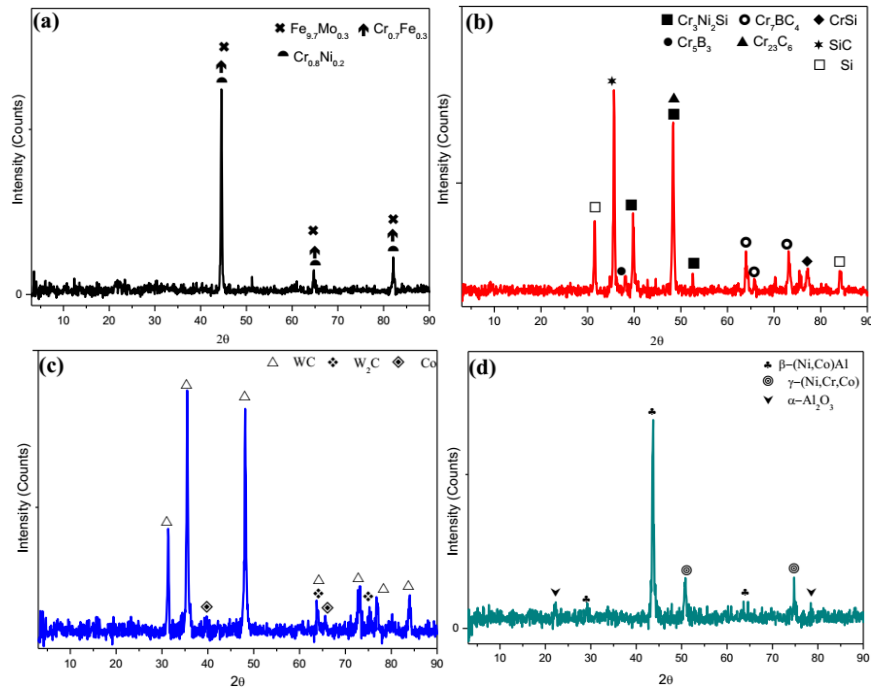 (a)
Fe9.7Mo0.3 Cr0.7Fe0.3
Cr0.8Ni0.2
Intensity (Counts)
0
10 20 30 40 50 60 70 80 90
2θ
(b)
Cr3Ni2Si Cr7BC4 CrSi
Cr5B3 Cr23C6 SiC
Si
Intensity (Counts)
0
10 20 30 40 50 60 70 80 90
2θ
(c)
WC W2C Co
Intensity (Counts)
0
10 20 30 40 50 60 70 80 90
2θ
(d)
β−(Ni,Co)Al
γ−(Ni,Cr,Co)
α−Al2O3
Intensity (Counts)
0
10 20 30 40 50 60 70 80 90
2θ